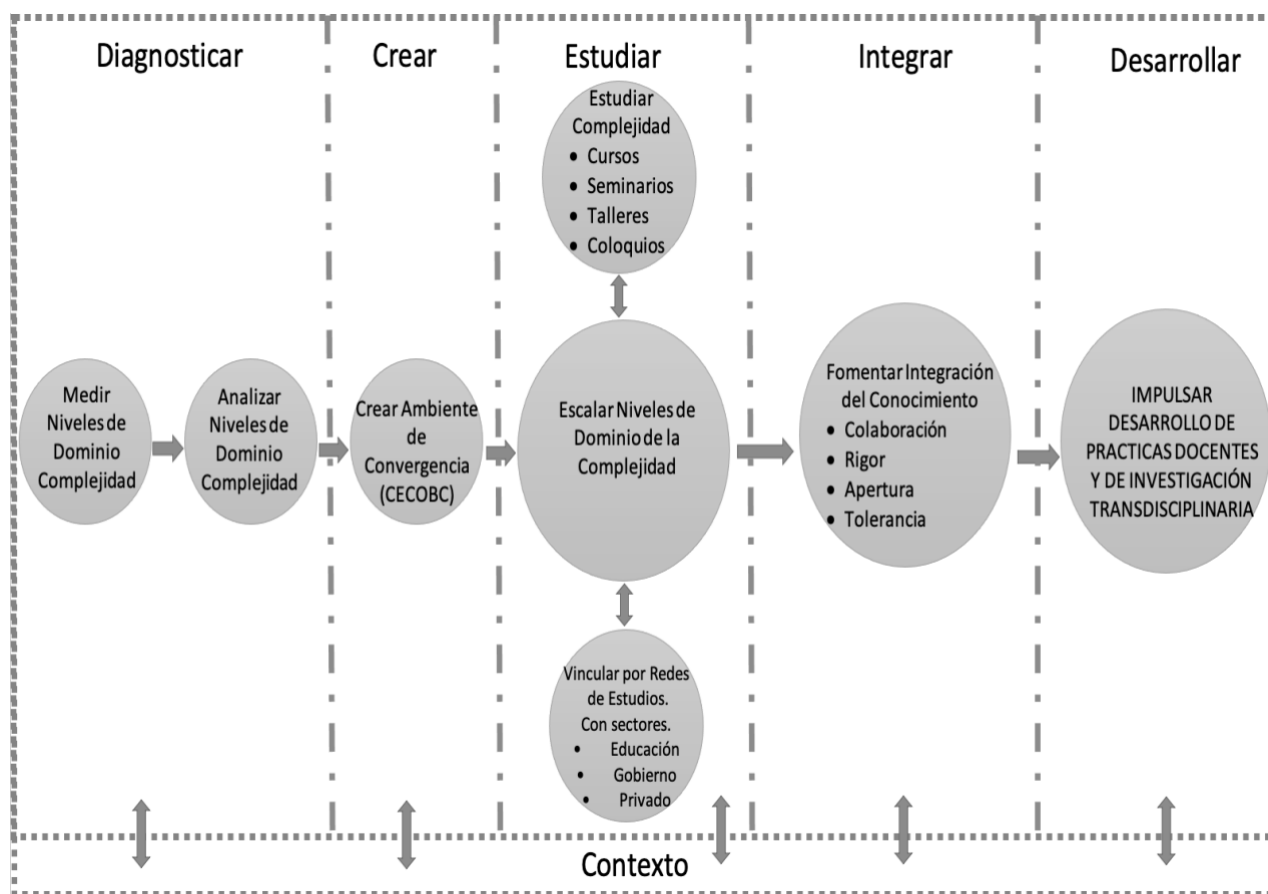 Diagnosticar
Crear
Estudiar
Integrar
Desarrollar
Medir
Niveles de
Dominio
Complejidad
Analizar
Niveles de
Dominio
Complejidad
Crear Ambiente
de
Convergencia
(CECOBC)
Estudiar
Complejidad
• Cursos
• Seminarios
• Talleres
• Coloquios
Escalar Niveles de
Dominio de la
Complejidad
Vincular por Redes
de Estudios.
Con sectores.
• Educación
• Gobierno
• Privado
Fomentar Integración
del Conocimiento
• Colaboración
• Rigor
• Apertura
• Tolerancia
IMPULSAR
DESARROLLO DE
PRACTICAS DOCENTES
Y DE INVESTIGACIÓN
TRANSDISCIPLINARIA
Contexto